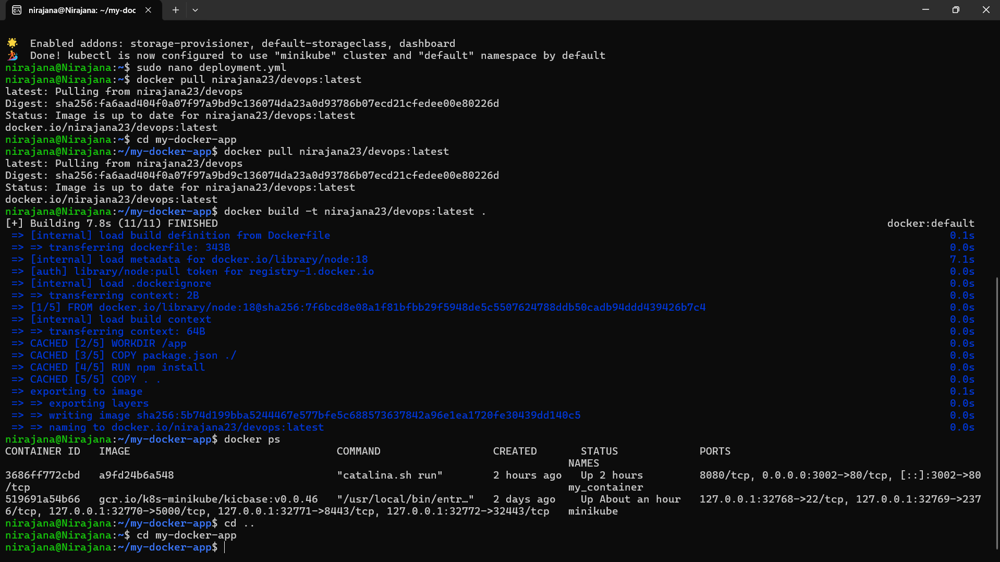 nirajana@Nirajana: ~/my-doc
Enabled addons: storage-provisioner, default-storageclass, dashboard
Done! kubectl is now configured to use "minikube" cluster and "default" namespace by default
nirajana@Nirajana:~$ sudo nano deployment.yml
nirajana@Nirajana:~$ docker pull nirajana23/devops:latest
latest: Pulling from nirajana23/devops
Digest: sha256:fa6aad404f0a07f97a9bd9c136074da23a0d93786b07ecd21cfedee00e80226d
Status: Image is up to date for nirajana23/devops:latest
docker.io/nirajana23/devops:latest
nirajana@Nirajana:~$ cd my-docker-app
nirajana@Nirajana:~/my-docker-app$ docker pull nirajana23/devops:latest
latest: Pulling from nirajana23/devops
Digest: sha256:fa6aad404f0a07f97a9bd9c136074da23a0d93786b07ecd21cfedee00e80226d
Status: Image is up to date for nirajana23/devops:latest
docker.io/nirajana23/devops:latest
nirajana@Nirajana:~/my-docker-app$ docker build -t nirajana23/devops:latest .
[+] Building 7.8s (11/11) FINISHED docker:default
=> [internal] load build definition from Dockerfile 0.1s
=> => transferring dockerfile: 343B 0.0s
=> [internal] load metadata for docker.io/library/node:18 7.1s
=> [auth] library/node:pull token for registry-1.docker.io 0.0s
=> [internal] load .dockerignore 0.0s
=> => transferring context: 2B 0.0s
=> [1/5] FROM docker.io/library/node:18@sha256:7f6bcd8e08a1f81bfbb29f5948de5c5507624788ddb50cadb94ddd439426b7c4 0.0s
=> [internal] load build context 0.0s
=> => transferring context: 64B 0.0s
=> CACHED [2/5] WORKDIR /app 0.0s
=> CACHED [3/5] COPY package.json ./ 0.0s
=> CACHED [4/5] RUN npm install 0.0s
=> CACHED [5/5] COPY . . 0.0s
=> exporting to image 0.1s
=> => exporting layers 0.0s
=> => writing image sha256:5b74d199bba5244467e577bfe5c688573637842a96e1ea1720fe30439dd140c5 0.0s
=> => naming to docker.io/nirajana23/devops:latest 0.0s
nirajana@Nirajana:~/my-docker-app$ docker ps
CONTAINER ID IMAGE COMMAND CREATED STATUS PORTS
NAMES
3686ff772cbd a9fd24b6a548 "catalina.sh run" 2 hours ago Up 2 hours 8080/tcp, 0.0.0.0:3002->80/tcp, [::]:3002->80
/tcp my_container
519691a54b66 gcr.io/k8s-minikube/kicbase:v0.0.46 "/usr/local/bin/entr…" 2 days ago Up About an hour 127.0.0.1:32768->22/tcp, 127.0.0.1:32769->237
6/tcp, 127.0.0.1:32770->5000/tcp, 127.0.0.1:32771->8443/tcp, 127.0.0.1:32772->32443/tcp minikube
nirajana@Nirajana:~/my-docker-app$ cd ..
nirajana@Nirajana:~$ cd my-docker-app
nirajana@Nirajana:~/my-docker-app$